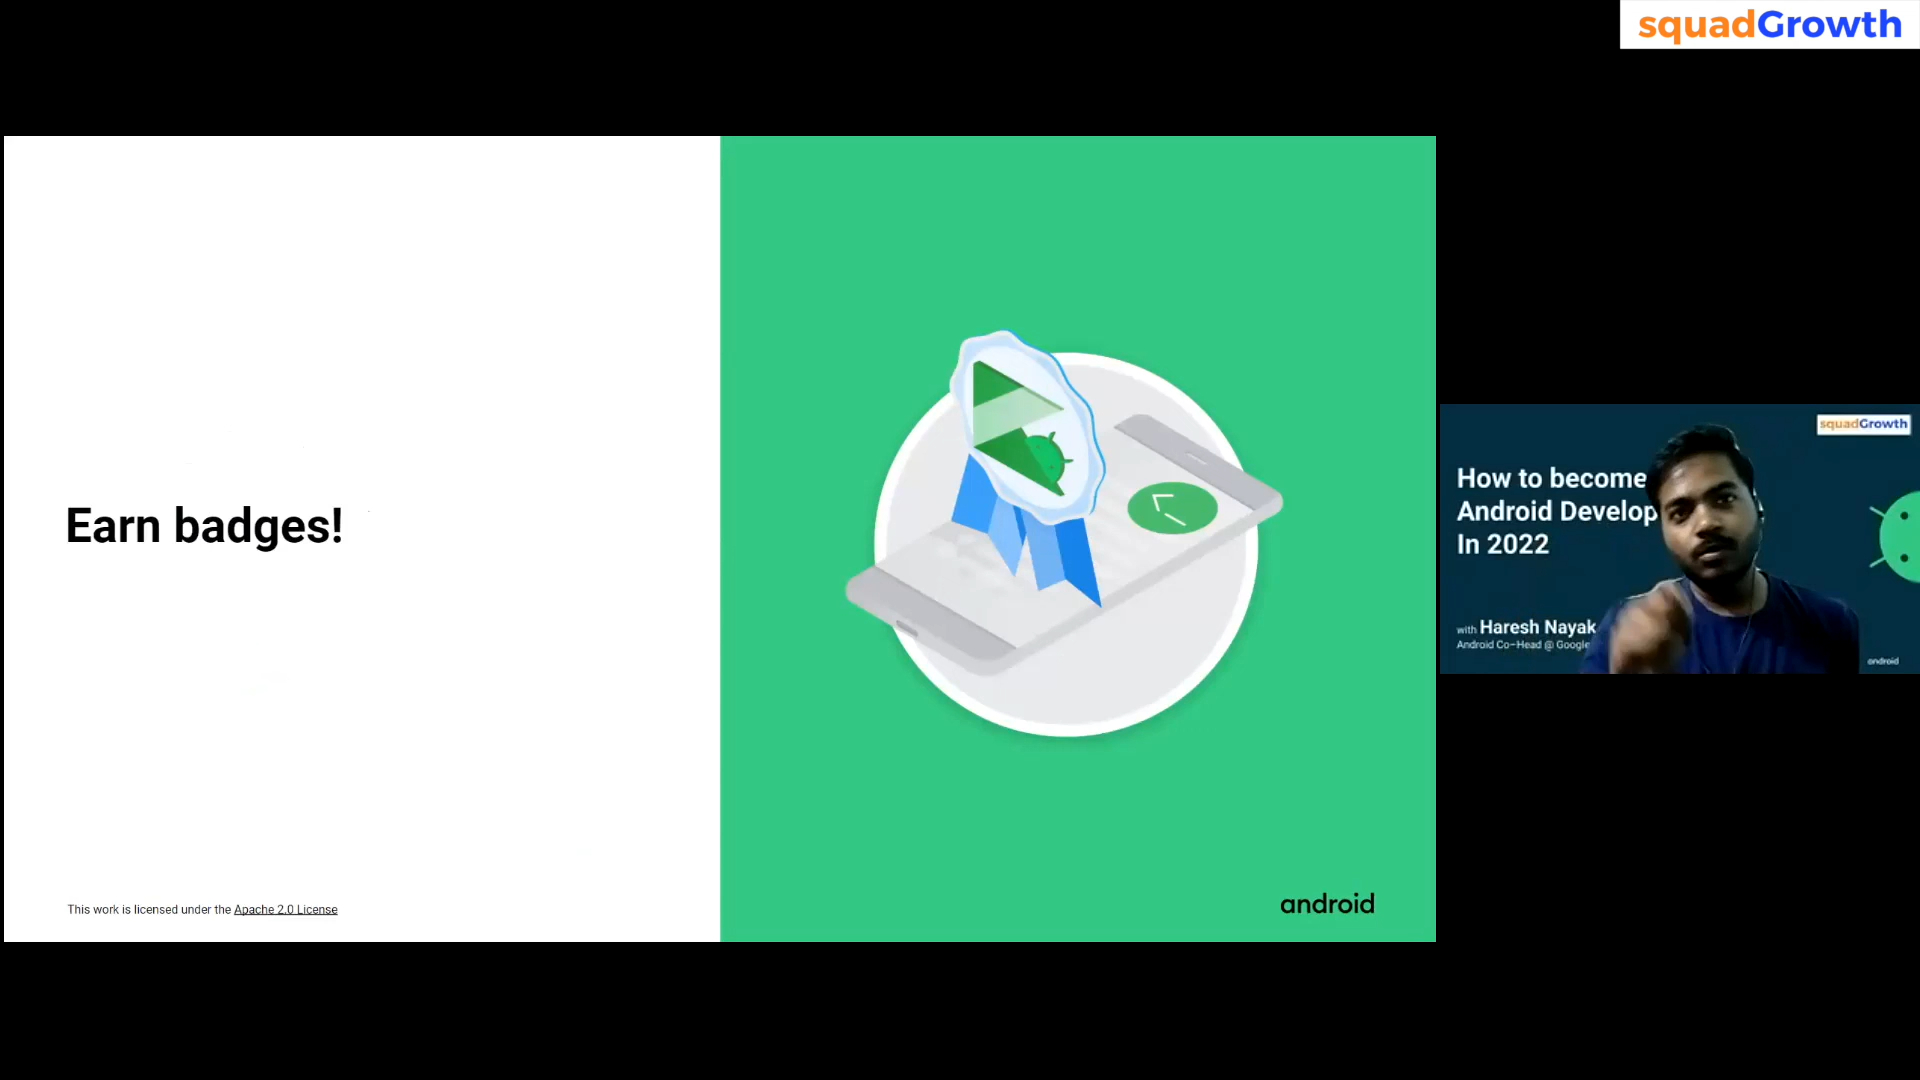 squadGrowth
Earn badges!
This work is licensed under the Apache 2.0 License
android
squadGrowth
How to become
Android Develop
In 2022
with Haresh Nayak
Android Co-Head @ Google
android